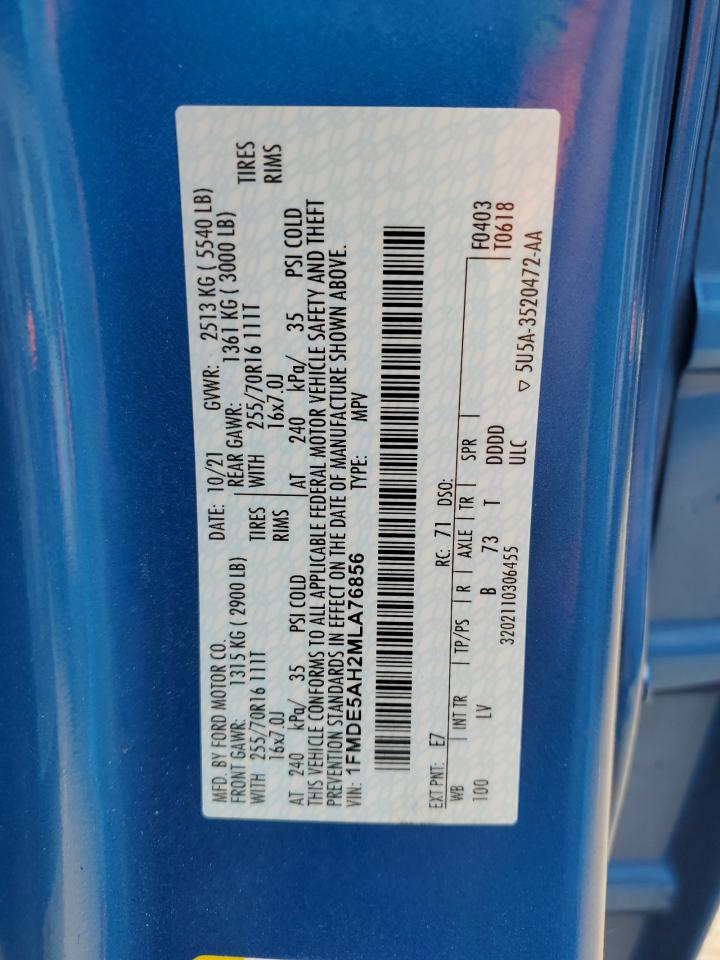 MFD. BY FORD MOTOR CO. DATE: 10/21 GVWR: 2513 KG ( 5540 LB)
FRONT GAWR: 1315 KG ( 2900 LB) REAR GAWR: 1361 KG ( 3000 LB)
WITH 255/70R16 111T TIRES WITH 255/70R16 111T TIRES
16x7.0J RIMS 16x7.0J RIMS
AT 240 kPa/ 35 PSI COLD AT 240 kPa/ 35 PSI COLD
THIS VEHICLE CONFORMS TO ALL APPLICABLE FEDERAL MOTOR VEHICLE SAFETY AND THEFT
PREVENTION STANDARDS IN EFFECT ON THE DATE OF MANUFACTURE SHOWN ABOVE.
VIN: 1FMDE5AH2MLA76856 TYPE: MPV
EXT PNT: E7 RC: 71 DSO:
WB INT TR TP/PS R AXLE TR SPR F0403
100 LV B 73 T DDDD T0618
ULC
3202110306455 ▽ 5U5A-3520472-AA